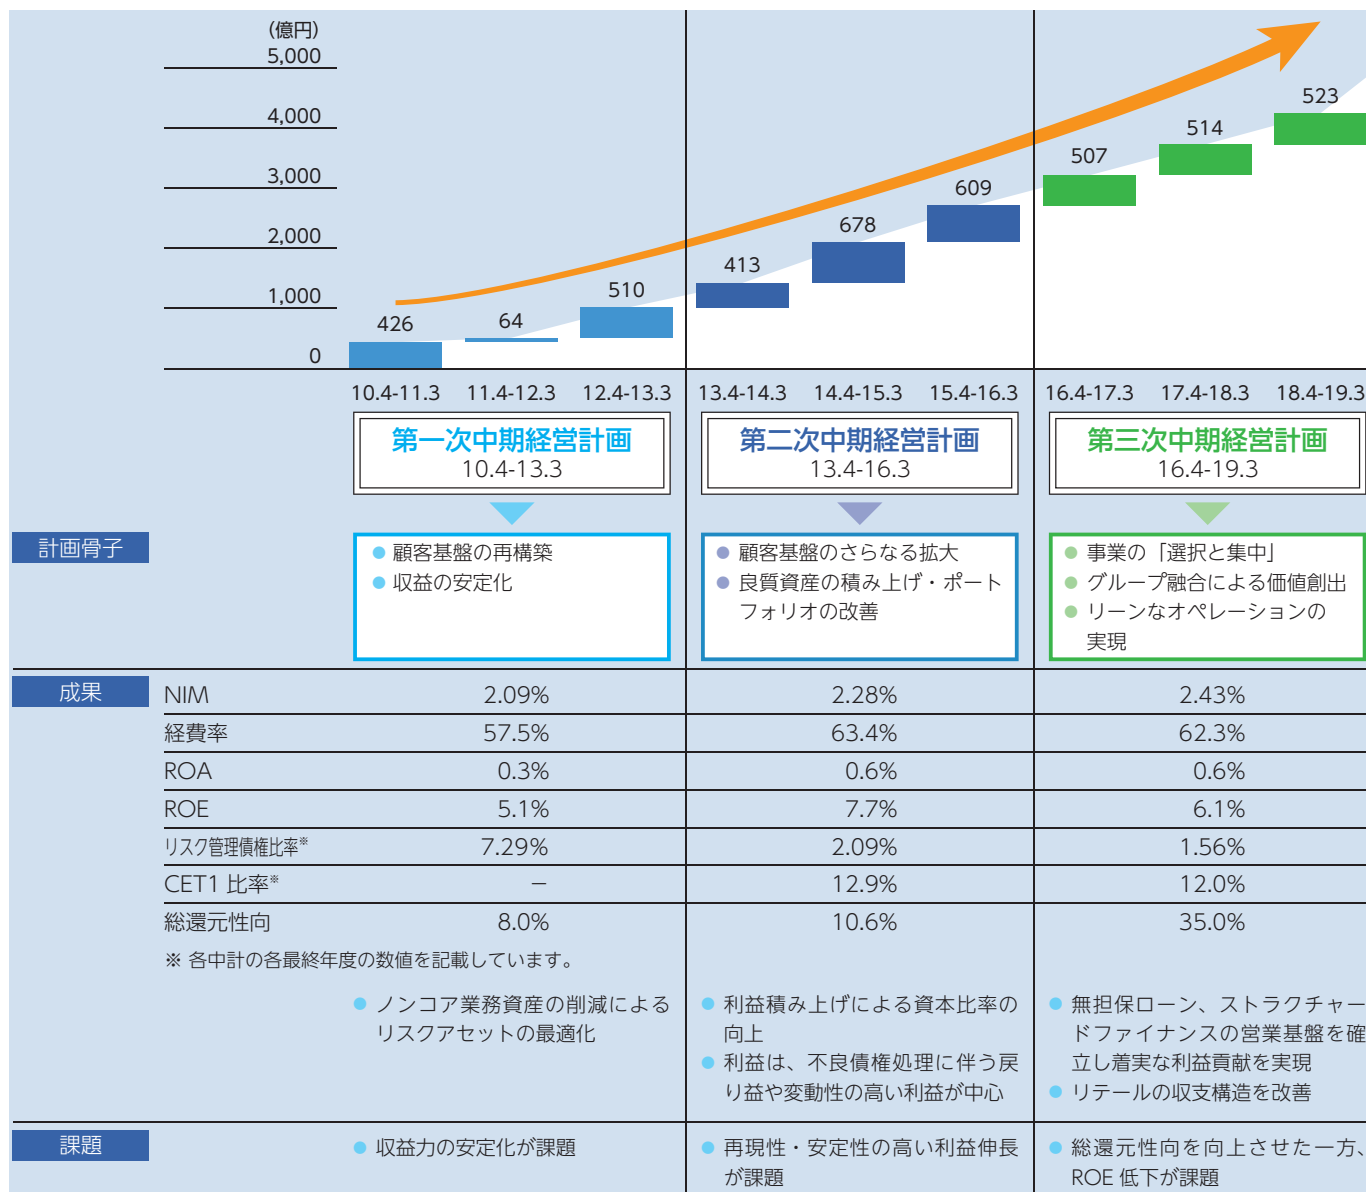 (億円)
5,000
4,000
3,000
2,000
1,000
0
426
64
510
413
678
609
507
514
523
10.4-11.3 11.4-12.3 12.4-13.3 13.4-14.3 14.4-15.3 15.4-16.3 16.4-17.3 17.4-18.3 18.4-19.3
第一次中期経営計画
10.4-13.3
第二次中期経営計画
13.4-16.3
第三次中期経営計画
16.4-19.3
計画骨子
● 顧客基盤の再構築
● 収益の安定化
● 顧客基盤のさらなる拡大
● 良質資産の積み上げ・ポート
フォリオの改善
● 事業の「選択と集中」
● グループ融合による価値創出
● リーンなオペレーションの
実現
成果
NIM 2.09% 2.28% 2.43%
経費率 57.5% 63.4% 62.3%
ROA 0.3% 0.6% 0.6%
ROE 5.1% 7.7% 6.1%
リスク管理債権比率※ 7.29% 2.09% 1.56%
CET1 比率※ − 12.9% 12.0%
総還元性向 8.0% 10.6% 35.0%
※ 各中計の各最終年度の数値を記載しています。
● ノンコア業務資産の削減による
リスクアセットの最適化
● 利益積み上げによる資本比率の
向上
● 利益は、不良債権処理に伴う戻
り益や変動性の高い利益が中心
● 無担保ローン、ストラクチャー
ドファイナンスの営業基盤を確
立し着実な利益貢献を実現
● リテールの収支構造を改善
課題
● 収益力の安定化が課題
● 再現性・安定性の高い利益伸長
が課題
● 総還元性向を向上させた一方、
ROE 低下が課題